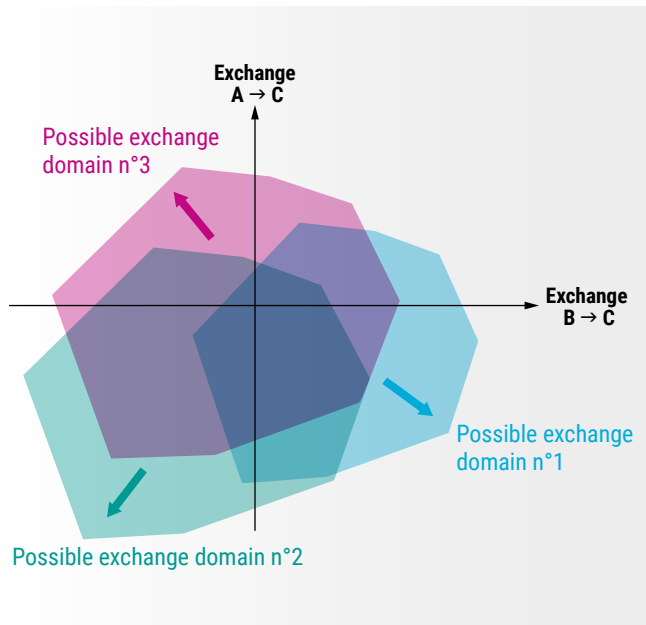 Exchange
A → C
Possible exchange
domain n°3
Exchange
B → C
Possible exchange
domain n°1
Possible exchange domain n°2